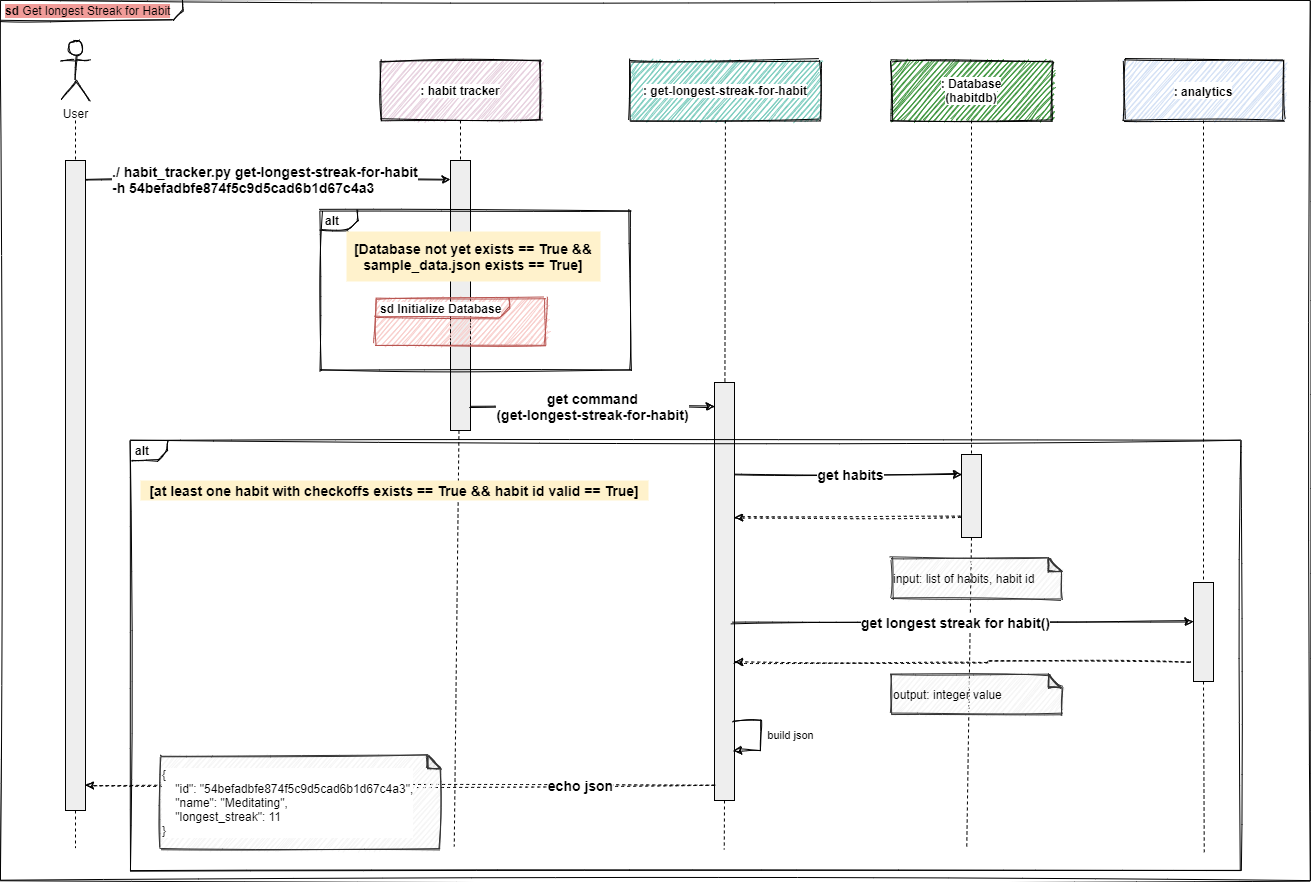 sd Get longest Streak for Habit
User
: habit tracker
: get-longest-streak-for-habit
: Database
(habitdb)
: analytics
./ habit_tracker.py get-longest-streak-for-habit
-h 54befadbfe874f5c9d5cad6b1d67c4a3
alt
[Database not yet exists == True &&
sample_data.json exists == True]
sd Initialize Database
get command
(get-longest-streak-for-habit)
alt
get habits
[at least one habit with checkoffs exists == True && habit id valid == True]
input: list of habits, habit id
get longest streak for habit()
output: integer value
build json
echo json
{
"id": "54befadbfe874f5c9d5cad6b1d67c4a3",
"name": "Meditating",
"longest_streak": 11
}